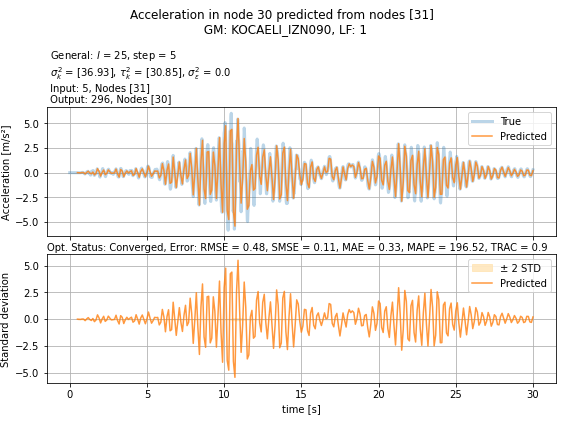 Acceleration in node 30 predicted from nodes [31]
GM: KOCAELI_IZN090, LF: 1
General: l = 25, step = 5
σ²ₖ = [36.93], τ²ₖ = [30.85], σ²ε = 0.0
Input: 5, Nodes [31]
Output: 296, Nodes [30]
Acceleration [m/s²]
5.0
2.5
0.0
−2.5
−5.0
True
Predicted
Opt. Status: Converged, Error: RMSE = 0.48, SMSE = 0.11, MAE = 0.33, MAPE = 196.52, TRAC = 0.9
Standard deviation
5.0
2.5
0.0
−2.5
−5.0
± 2 STD
Predicted
0 5 10 15 20 25 30
time [s]